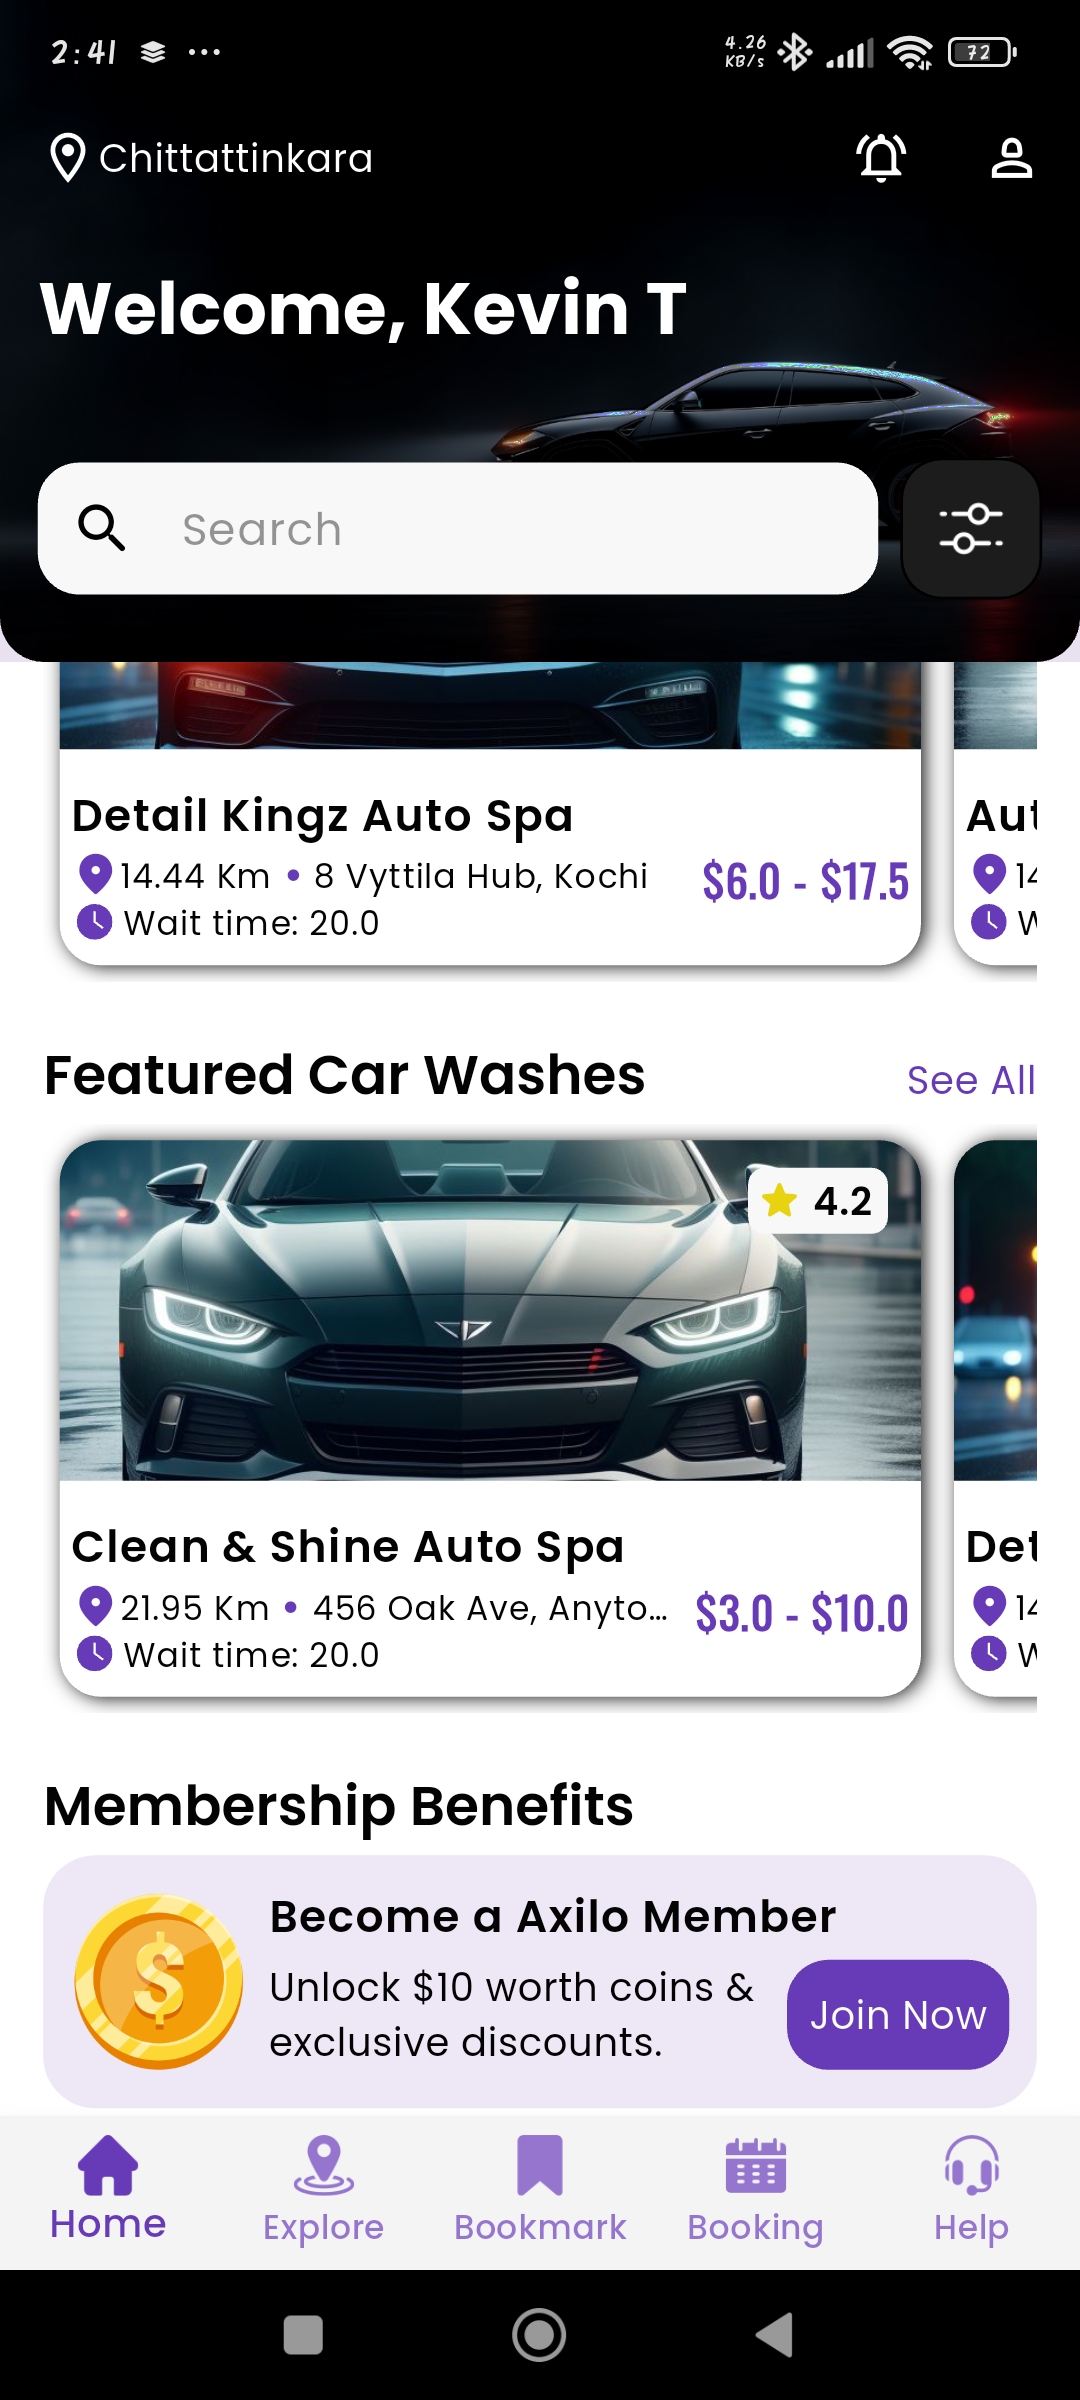 2:41
4.26
KB/s
72
Chittattinkara
Welcome, Kevin T
Search
Detail Kingz Auto Spa
14.44 Km • 8 Vyttila Hub, Kochi
$6.0 - $17.5
Wait time: 20.0
Aut
14
W
Featured Car Washes
See All
4.2
Clean & Shine Auto Spa
21.95 Km • 456 Oak Ave, Anyto...
$3.0 - $10.0
Wait time: 20.0
Det
14
W
Membership Benefits
Become a Axilo Member
Unlock $10 worth coins &
exclusive discounts.
Join Now
Home
Explore
Bookmark
Booking
Help